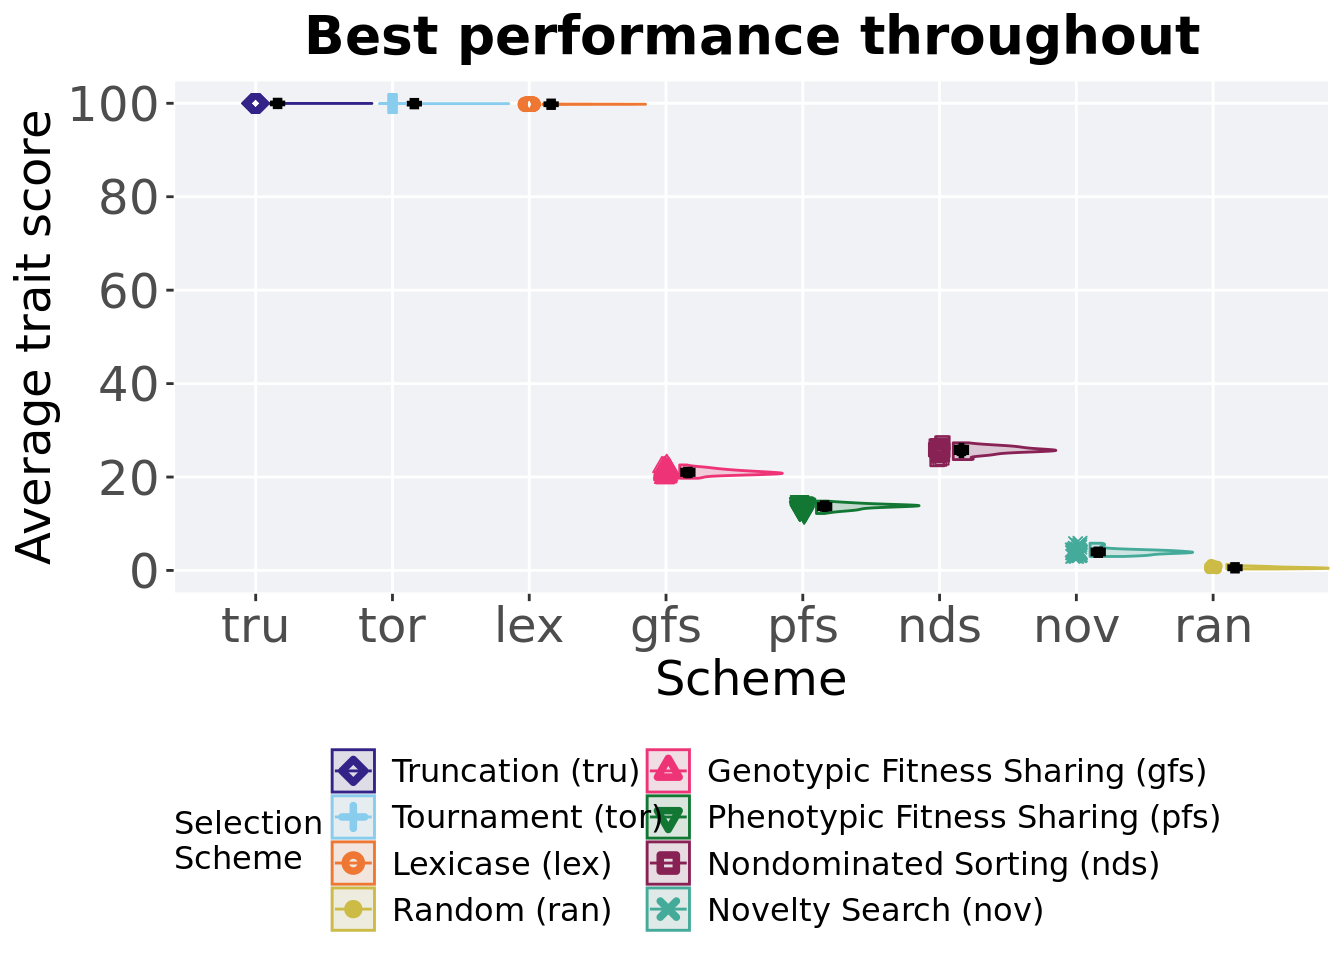 Best performance throughout
Average trait score
100
80
60
40
20
0
tru tor lex gfs pfs nds nov ran
Scheme
Selection
Scheme
Truncation (tru)
Tournament (tor)
Lexicase (lex)
Random (ran)
Genotypic Fitness Sharing (gfs)
Phenotypic Fitness Sharing (pfs)
Nondominated Sorting (nds)
Novelty Search (nov)